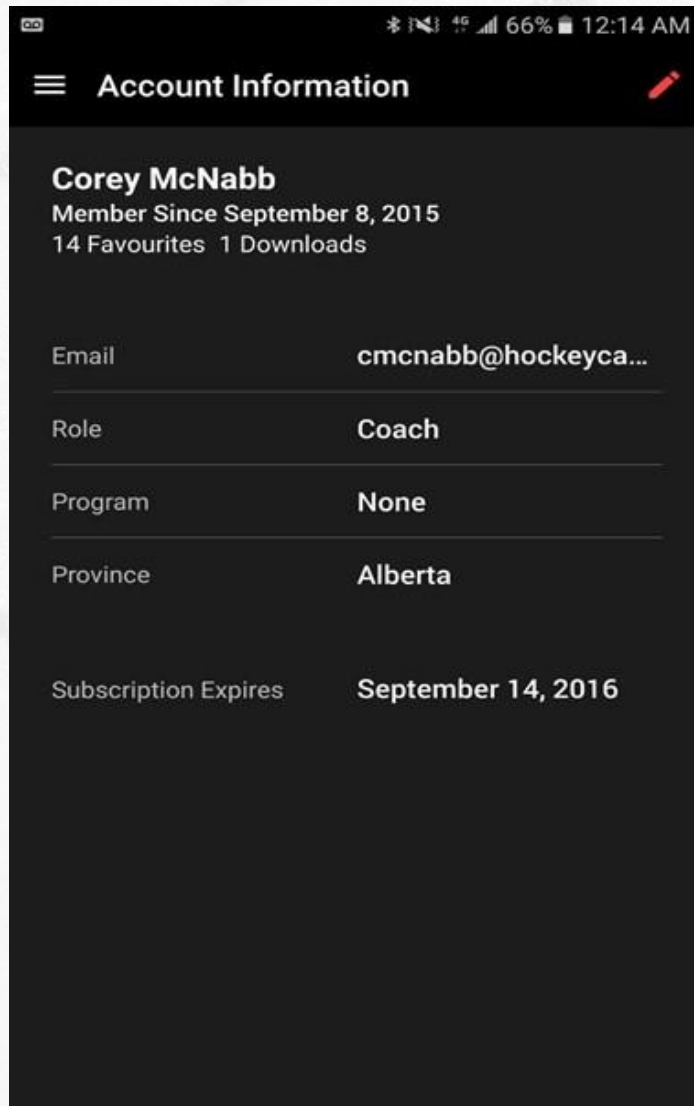 4G 66% 12:14 AM
Account Information
Corey McNabb
Member Since September 8, 2015
14 Favourites 1 Downloads
Email cmcnabb@hockeyca...
Role Coach
Program None
Province Alberta
Subscription Expires September 14, 2016